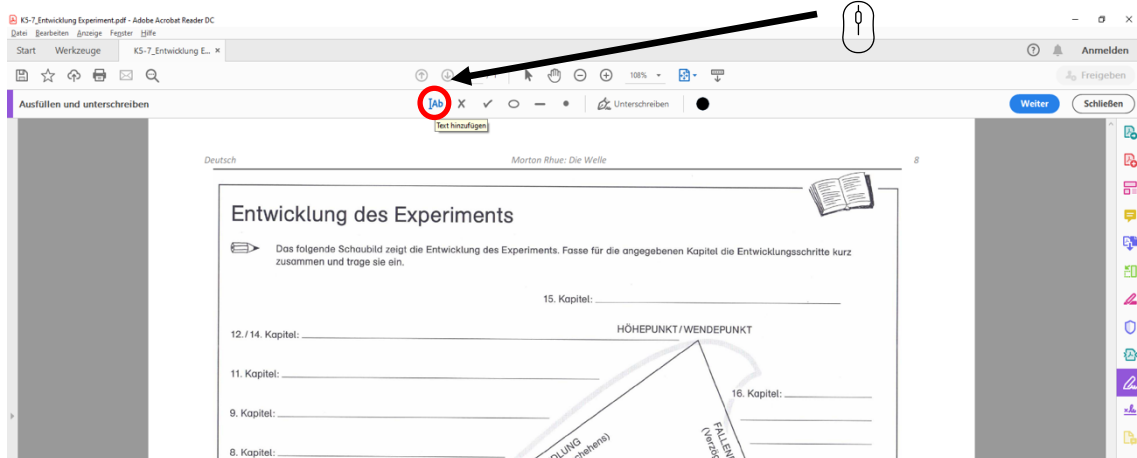 K5-7_Entwicklung Experiment.pdf - Adobe Acrobat Reader DC
Datei Bearbeiten Anzeige Fenster Hilfe
Start Werkzeuge K5-7_Entwicklung E... × Anmelden
108% Freigeben
Ausfüllen und unterschreiben Ab Unterschreiben Weiter Schließen
Text hinzufügen
Deutsch Morton Rhue: Die Welle 8
Entwicklung des Experiments
Das folgende Schaubild zeigt die Entwicklung des Experiments. Fasse für die angegebenen Kapitel die Entwicklungsschritte kurz
zusammen und trage sie ein.
15. Kapitel:
12./14. Kapitel:
HÖHEPUNKT/WENDEPUNKT
11. Kapitel:
16. Kapitel:
9. Kapitel:
8. Kapitel: